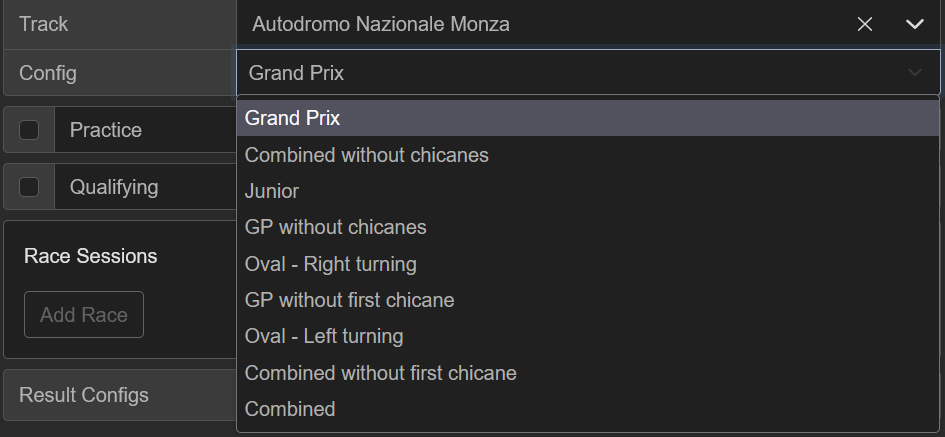 Track
Autodromo Nazionale Monza
Config
Grand Prix
Grand Prix
Practice
Combined without chicanes
Qualifying
Junior
GP without chicanes
Race Sessions
Oval - Right turning
GP without first chicane
Add Race
Oval - Left turning
Combined without first chicane
Result Configs
Combined